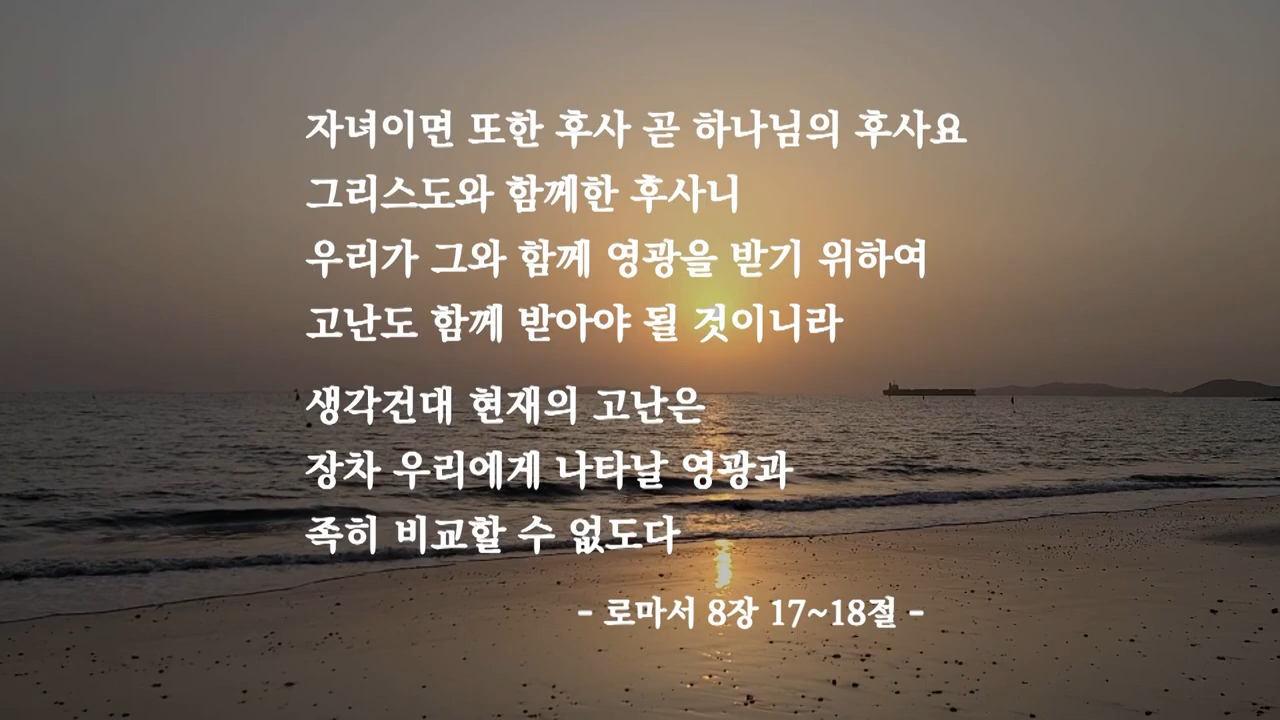 자녀이면 또한 후사 곧 하나님의 후사요
그리스도와 함께한 후사니
우리가 그와 함께 영광을 받기 위하여
고난도 함께 받아야 될 것이니라
생각건대 현재의 고난은
장차 우리에게 나타날 영광과
족히 비교할 수 없도다
- 로마서 8장 17~18절 -